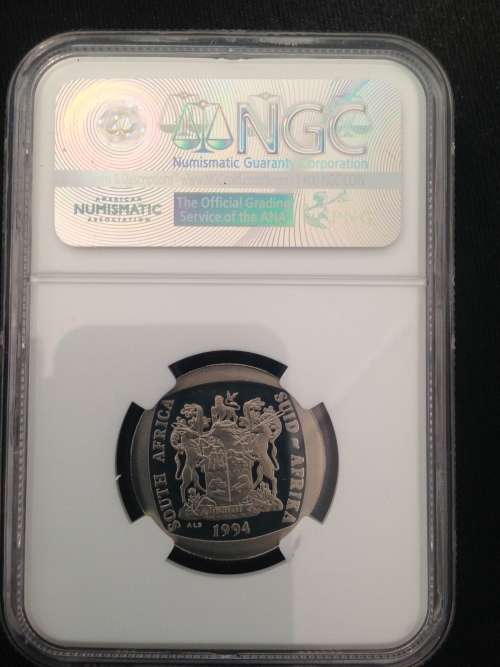 NGC
Numismatic Guaranty Corporation
AMERICAN
NUMISMATIC
ASSOCIATION
The Official Grading
Service of the ANA
PNG
SOUTH AFRICA
SUID-AFRIKA
ALS
1994